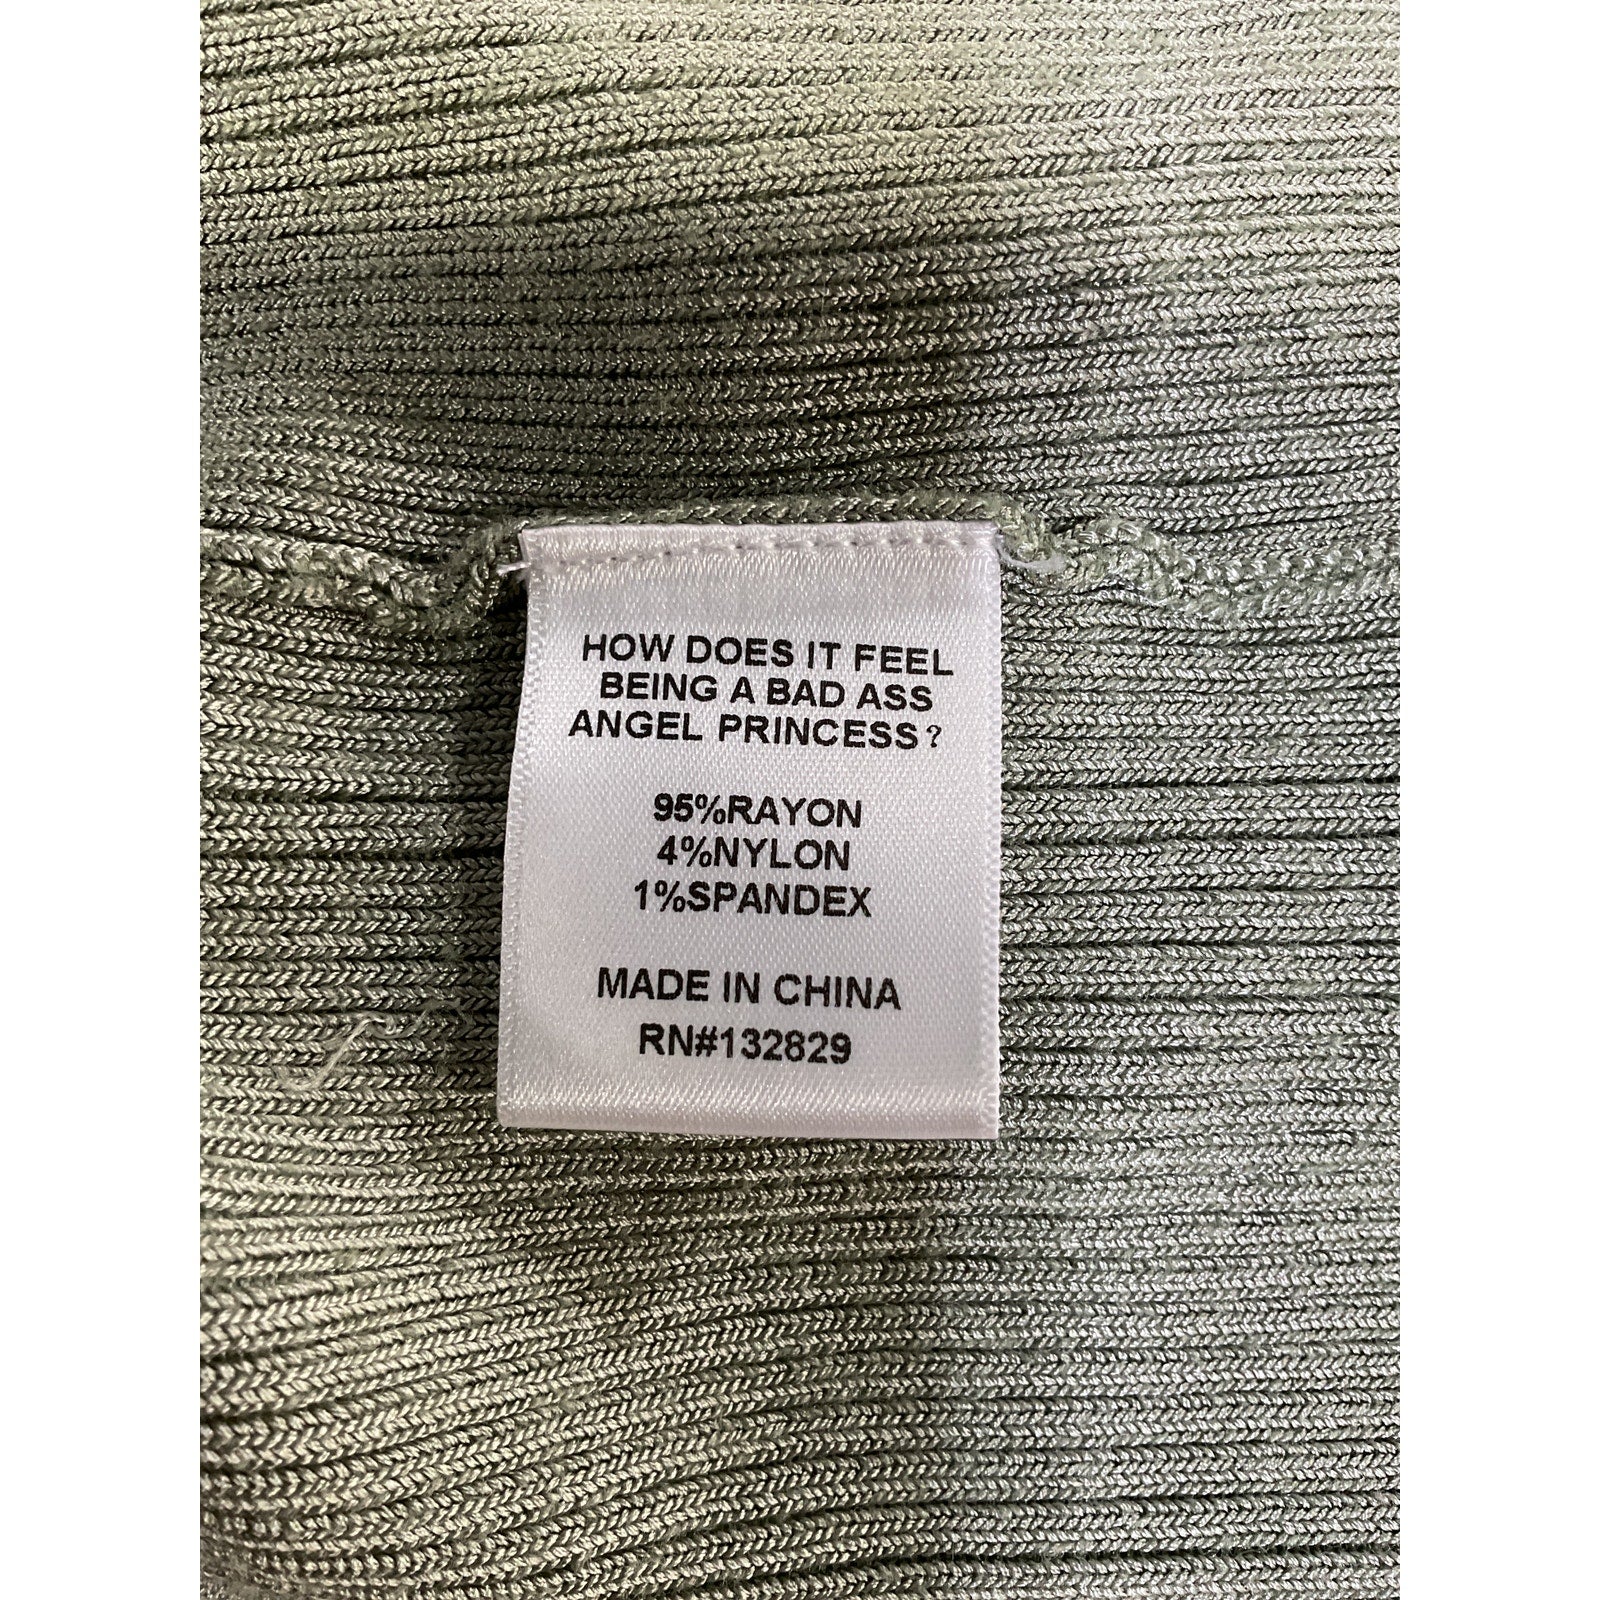 HOW DOES IT FEEL
BEING A BAD ASS
ANGEL PRINCESS?
95%RAYON
4%NYLON
1%SPANDEX
MADE IN CHINA
RN#132829